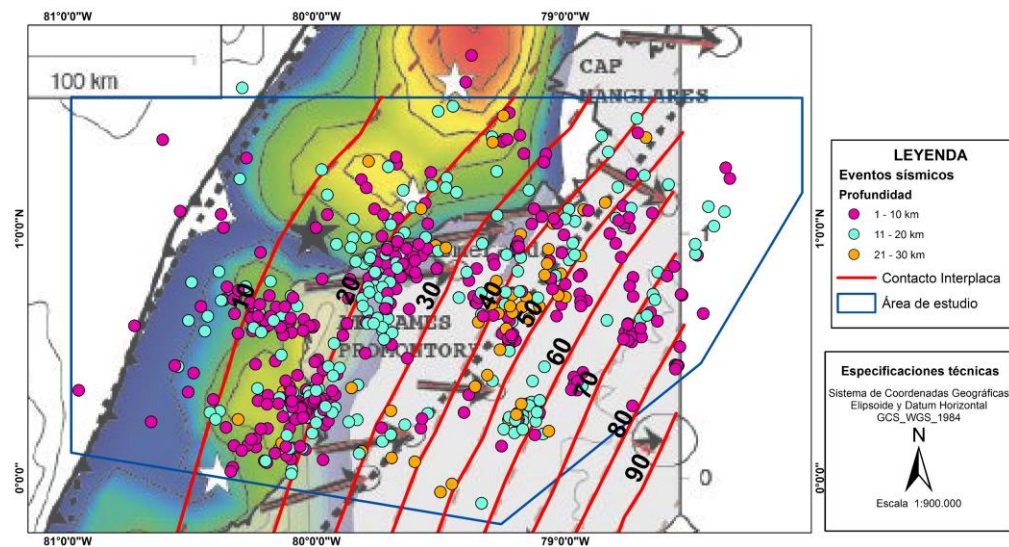 81°0'0"W 80°0'0"W 79°0'0"W
100 km
CAP
MANGLARES
1°0'0"N
1
1°0'0"N
10
20
30
40
50
60
70
80
90
PROMONTORY
0°0'0"
0
0°0'0"
81°0'0"W 80°0'0"W 79°0'0"W
LEYENDA
Eventos sísmicos
Profundidad
1 - 10 km
11 - 20 km
21 - 30 km
Contacto Interplaca
Área de estudio
Especificaciones técnicas
Sistema de Coordenadas Geográficas
Elipsoide y Datum Horizontal
GCS_WGS_1984
N
Escala 1:900.000